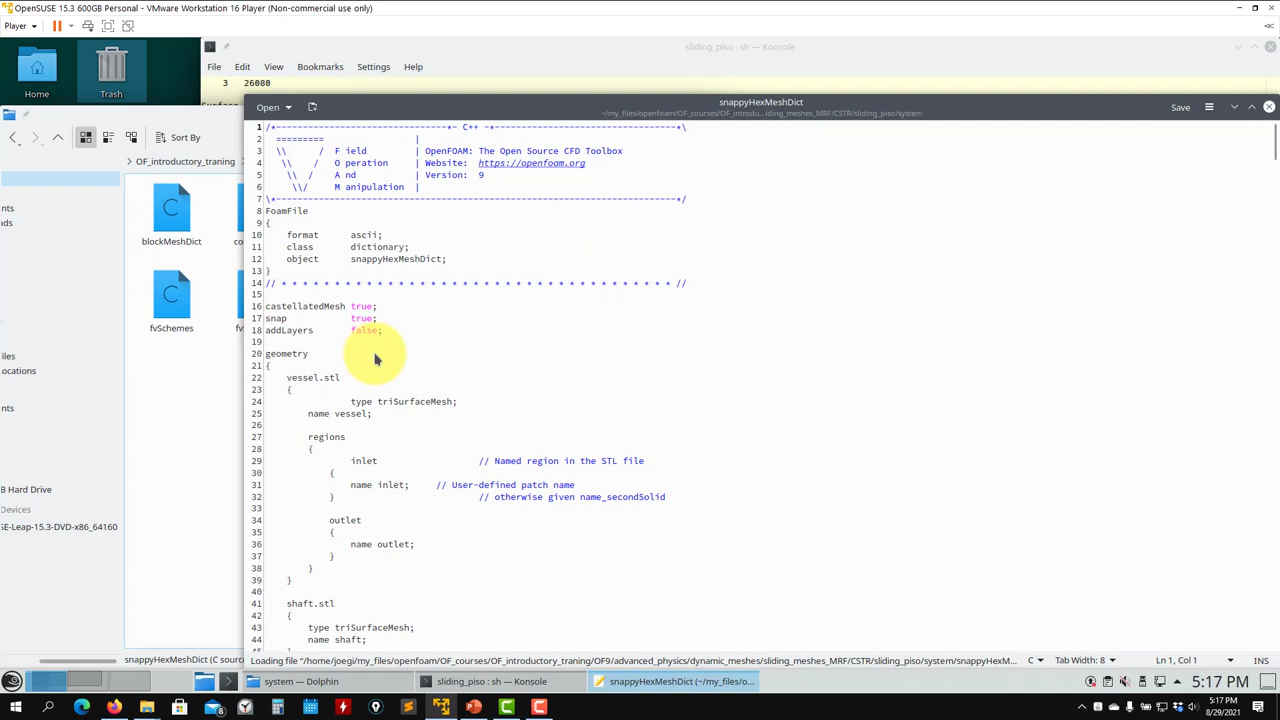 OpenSUSE 15.3 600GB Personal - VMware Workstation 16 Player (Non-commercial use only)
Player
sliding_piso : sh — Konsole
File Edit View Bookmarks Settings Help
3 26080
Home
Trash
snappyHexMeshDict
~/my_files/openfoam/OF_courses/OF_introdu...iding_meshes_MRF/CSTR/sliding_piso/system
Open
Save
Sort By
OF_introductory_traning
blockMeshDict
fvSchemes
B Hard Drive
Devices
SE-Leap-15.3-DVD-x86_64160
snappyHexMeshDict (C sourc
1 /*--------------------------------*- C++ -*----------------------------------*\
2 ========= |
3 \\ / F ield | OpenFOAM: The Open Source CFD Toolbox
4 \\ / O peration | Website: https://openfoam.org
5 \\ / A nd | Version: 9
6 \\/ M anipulation |
7 \*---------------------------------------------------------------------------*/
8 FoamFile
9 {
10 format ascii;
11 class dictionary;
12 object snappyHexMeshDict;
13 }
14 // * * * * * * * * * * * * * * * * * * * * * * * * * * * * * * * * * * * * * //
15
16 castellatedMesh true;
17 snap true;
18 addLayers false;
19
20 geometry
21 {
22 vessel.stl
23 {
24 type triSurfaceMesh;
25 name vessel;
26
27 regions
28 {
29 inlet // Named region in the STL file
30 {
31 name inlet; // User-defined patch name
32 } // otherwise given name_secondSolid
33
34 outlet
35 {
36 name outlet;
37 }
38 }
39 }
40
41 shaft.stl
42 {
43 type triSurfaceMesh;
44 name shaft;
Loading file "/home/joegi/my_files/openfoam/OF_courses/OF_introductory_traning/OF9/advanced_physics/dynamic_meshes/sliding_meshes_MRF/CSTR/sliding_piso/system/snappyHexM...
C Tab Width: 8 Ln 1, Col 1 INS
system — Dolphin
sliding_piso : sh — Konsole
snappyHexMeshDict (~/my_files/o...
5:17 PM
5:17 PM
8/29/2021